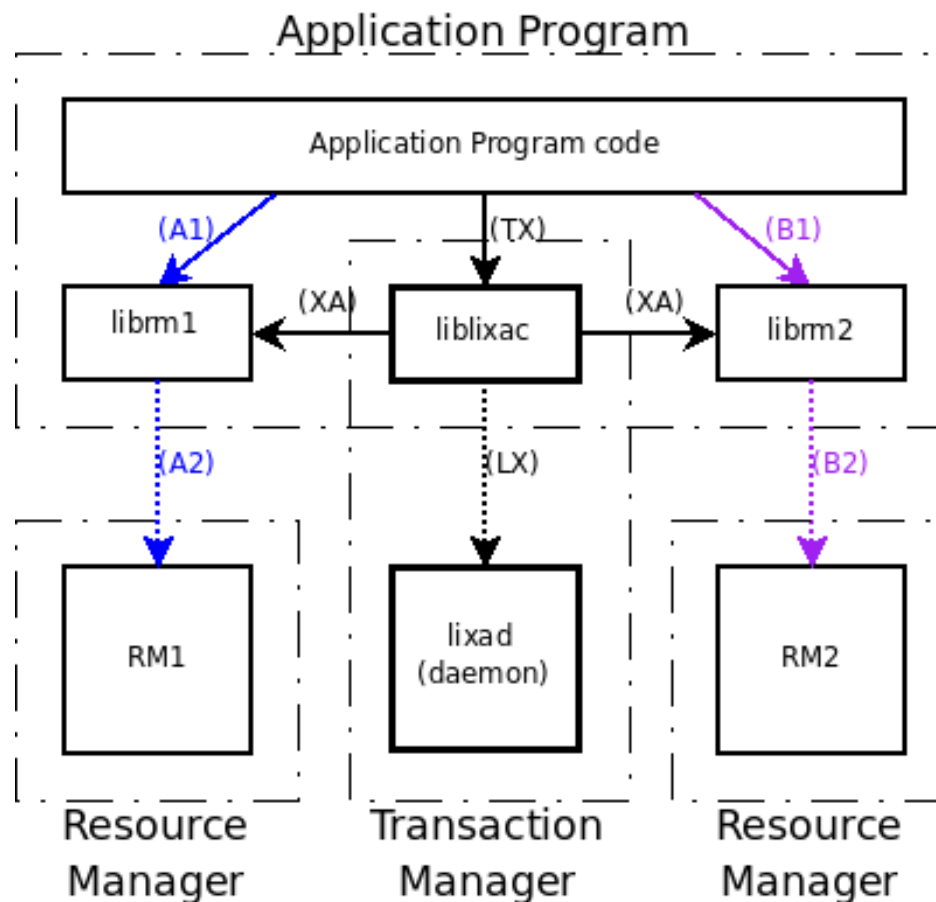 Application Program
Application Program code
(A1)
(TX)
(B1)
librm1
(XA)
liblixac
(XA)
librm2
(A2)
(LX)
(B2)
RM1
lixad
(daemon)
RM2
Resource
Manager
Transaction
Manager
Resource
Manager